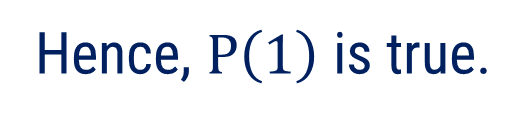 Hence, P(1) is true.